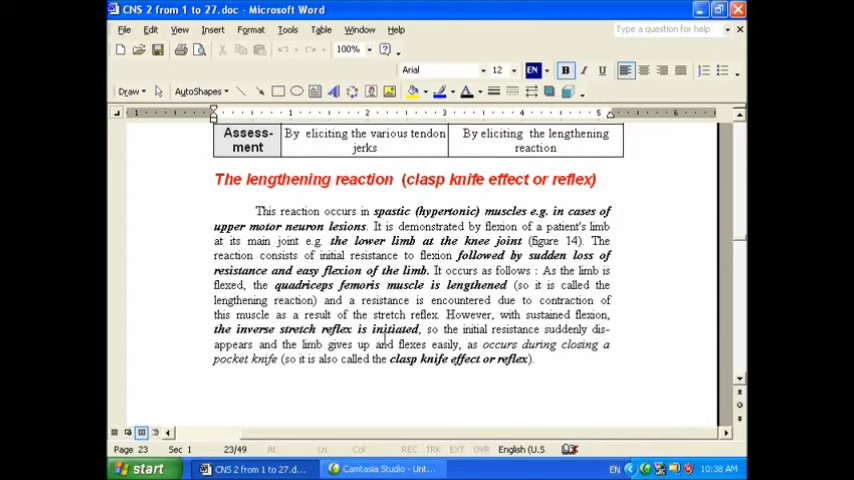 CNS 2 from 1 to 27.doc - Microsoft Word
File Edit View Insert Format Tools Table Window Help
Type a question for help
100%
Arial 12 EN B I U
Draw AutoShapes
1 1 2 3 4 5 6
Assess-
ment
By eliciting the various tendon
jerks
By eliciting the lengthening
reaction
The lengthening reaction (clasp knife effect or reflex)
This reaction occurs in spastic (hypertonic) muscles e.g. in cases of
upper motor neuron lesions. It is demonstrated by flexion of a patient's limb
at its main joint e.g. the lower limb at the knee joint (figure 14). The
reaction consists of initial resistance to flexion followed by sudden loss of
resistance and easy flexion of the limb. It occurs as follows : As the limb is
flexed, the quadriceps femoris muscle is lengthened (so it is called the
lengthening reaction) and a resistance is encountered due to contraction of
this muscle as a result of the stretch reflex. However, with sustained flexion,
the inverse stretch reflex is initiated, so the initial resistance suddenly dis-
appears and the limb gives up and flexes easily, as occurs during closing a
pocket knife (so it is also called the clasp knife effect or reflex).
Page 23 Sec 1 23/49 At Ln Col REC TRK EXT OVR English (U.S
start CNS 2 from 1 to 27.d... Camtasia Studio - Unt... EN 10:38 AM